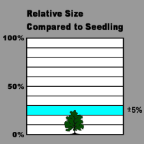 Relative Size
Compared to Seedling
100%
50%
±5%
0%